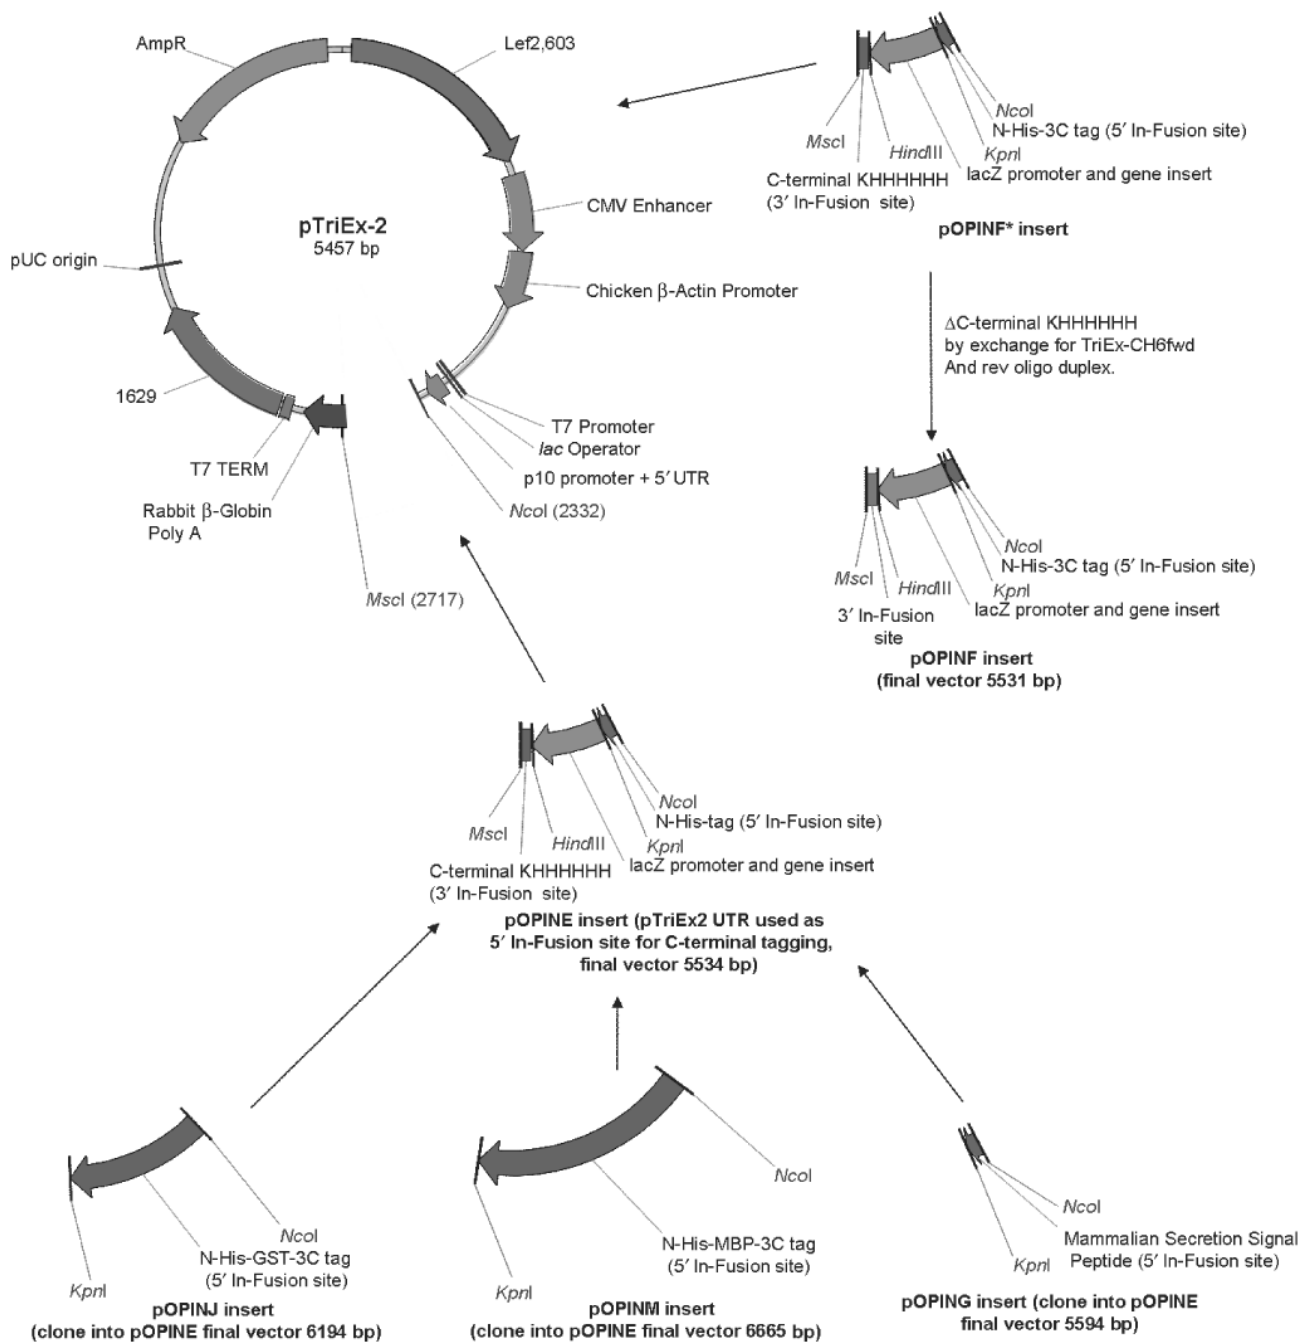 AmpR
Lef2,603
CMV Enhancer
pTriEx-2
5457 bp
pUC origin
Chicken β-Actin Promoter
1629
T7 TERM
Rabbit β-Globin
Poly A
T7 Promoter
lac Operator
p10 promoter + 5′ UTR
NcoI (2332)
MscI (2717)
NcoI
N-His-3C tag (5′ In-Fusion site)
MscI
HindIII
KpnI
lacZ promoter and gene insert
C-terminal KHHHHHH
(3′ In-Fusion site)
pOPINF* insert
ΔC-terminal KHHHHHH
by exchange for TriEx-CH6fwd
And rev oligo duplex.
NcoI
N-His-3C tag (5′ In-Fusion site)
MscI
HindIII
KpnI
lacZ promoter and gene insert
3′ In-Fusion
site
pOPINF insert
(final vector 5531 bp)
NcoI
N-His-tag (5′ In-Fusion site)
MscI
HindIII
KpnI
lacZ promoter and gene insert
C-terminal KHHHHHH
(3′ In-Fusion site)
pOPINE insert (pTriEx2 UTR used as
5′ In-Fusion site for C-terminal tagging,
final vector 5534 bp)
NcoI
N-His-GST-3C tag
(5′ In-Fusion site)
KpnI
pOPINJ insert
(clone into pOPINE final vector 6194 bp)
NcoI
N-His-MBP-3C tag
(5′ In-Fusion site)
KpnI
pOPINM insert
(clone into pOPINE final vector 6665 bp)
NcoI
Mammalian Secretion Signal
Peptide (5′ In-Fusion site)
KpnI
pOPING insert (clone into pOPINE
final vector 5594 bp)